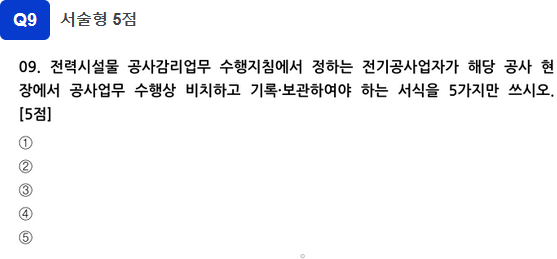 Q9 서술형 5점
09. 전력시설물 공사감리업무 수행지침에서 정하는 전기공사업자가 해당 공사 현
장에서 공사업무 수행상 비치하고 기록·보관하여야 하는 서식을 5가지만 쓰시오.
[5점]
①
②
③
④
⑤